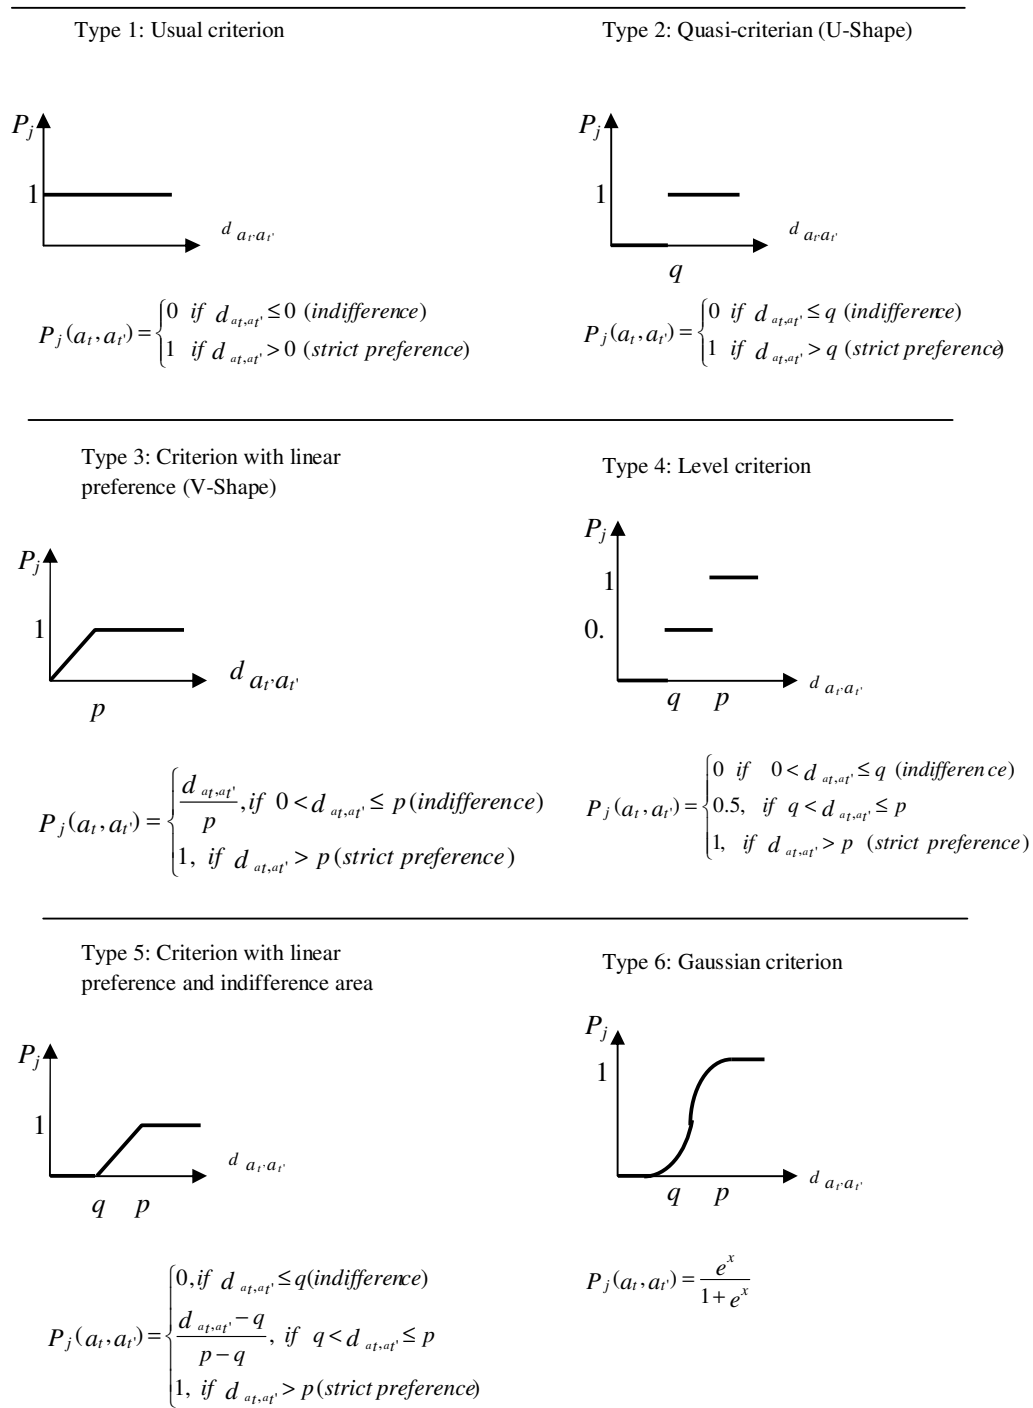 Type 1: Usual criterion
P_j
1
d a_t,a_t'
P_j(a_t, a_t') = {0 if d a_t,a_t' ≤ 0 (indifference)
1 if d a_t,a_t' > 0 (strict preference)
Type 2: Quasi-criterian (U-Shape)
P_j
1
d a_t,a_t'
q
P_j(a_t, a_t') = {0 if d a_t,a_t' ≤ q (indifference)
1 if d a_t,a_t' > q (strict preference)
Type 3: Criterion with linear
preference (V-Shape)
P_j
1
d a_t,a_t'
p
P_j(a_t, a_t') = {d a_t,a_t' / p, if 0 < d a_t,a_t' ≤ p (indifference)
1, if d a_t,a_t' > p (strict preference)
Type 4: Level criterion
P_j
1
0.
d a_t,a_t'
q p
P_j(a_t, a_t') = {0 if 0 < d a_t,a_t' ≤ q (indifference)
0.5, if q < d a_t,a_t' ≤ p
1, if d a_t,a_t' > p (strict preference)
Type 5: Criterion with linear
preference and indifference area
P_j
1
d a_t,a_t'
q p
P_j(a_t, a_t') = {0, if d a_t,a_t' ≤ q (indifference)
(d a_t,a_t' − q) / (p − q), if q < d a_t,a_t' ≤ p
1, if d a_t,a_t' > p (strict preference)
Type 6: Gaussian criterion
P_j
1
d a_t,a_t'
q p
P_j(a_t, a_t') = e^x / (1 + e^x)